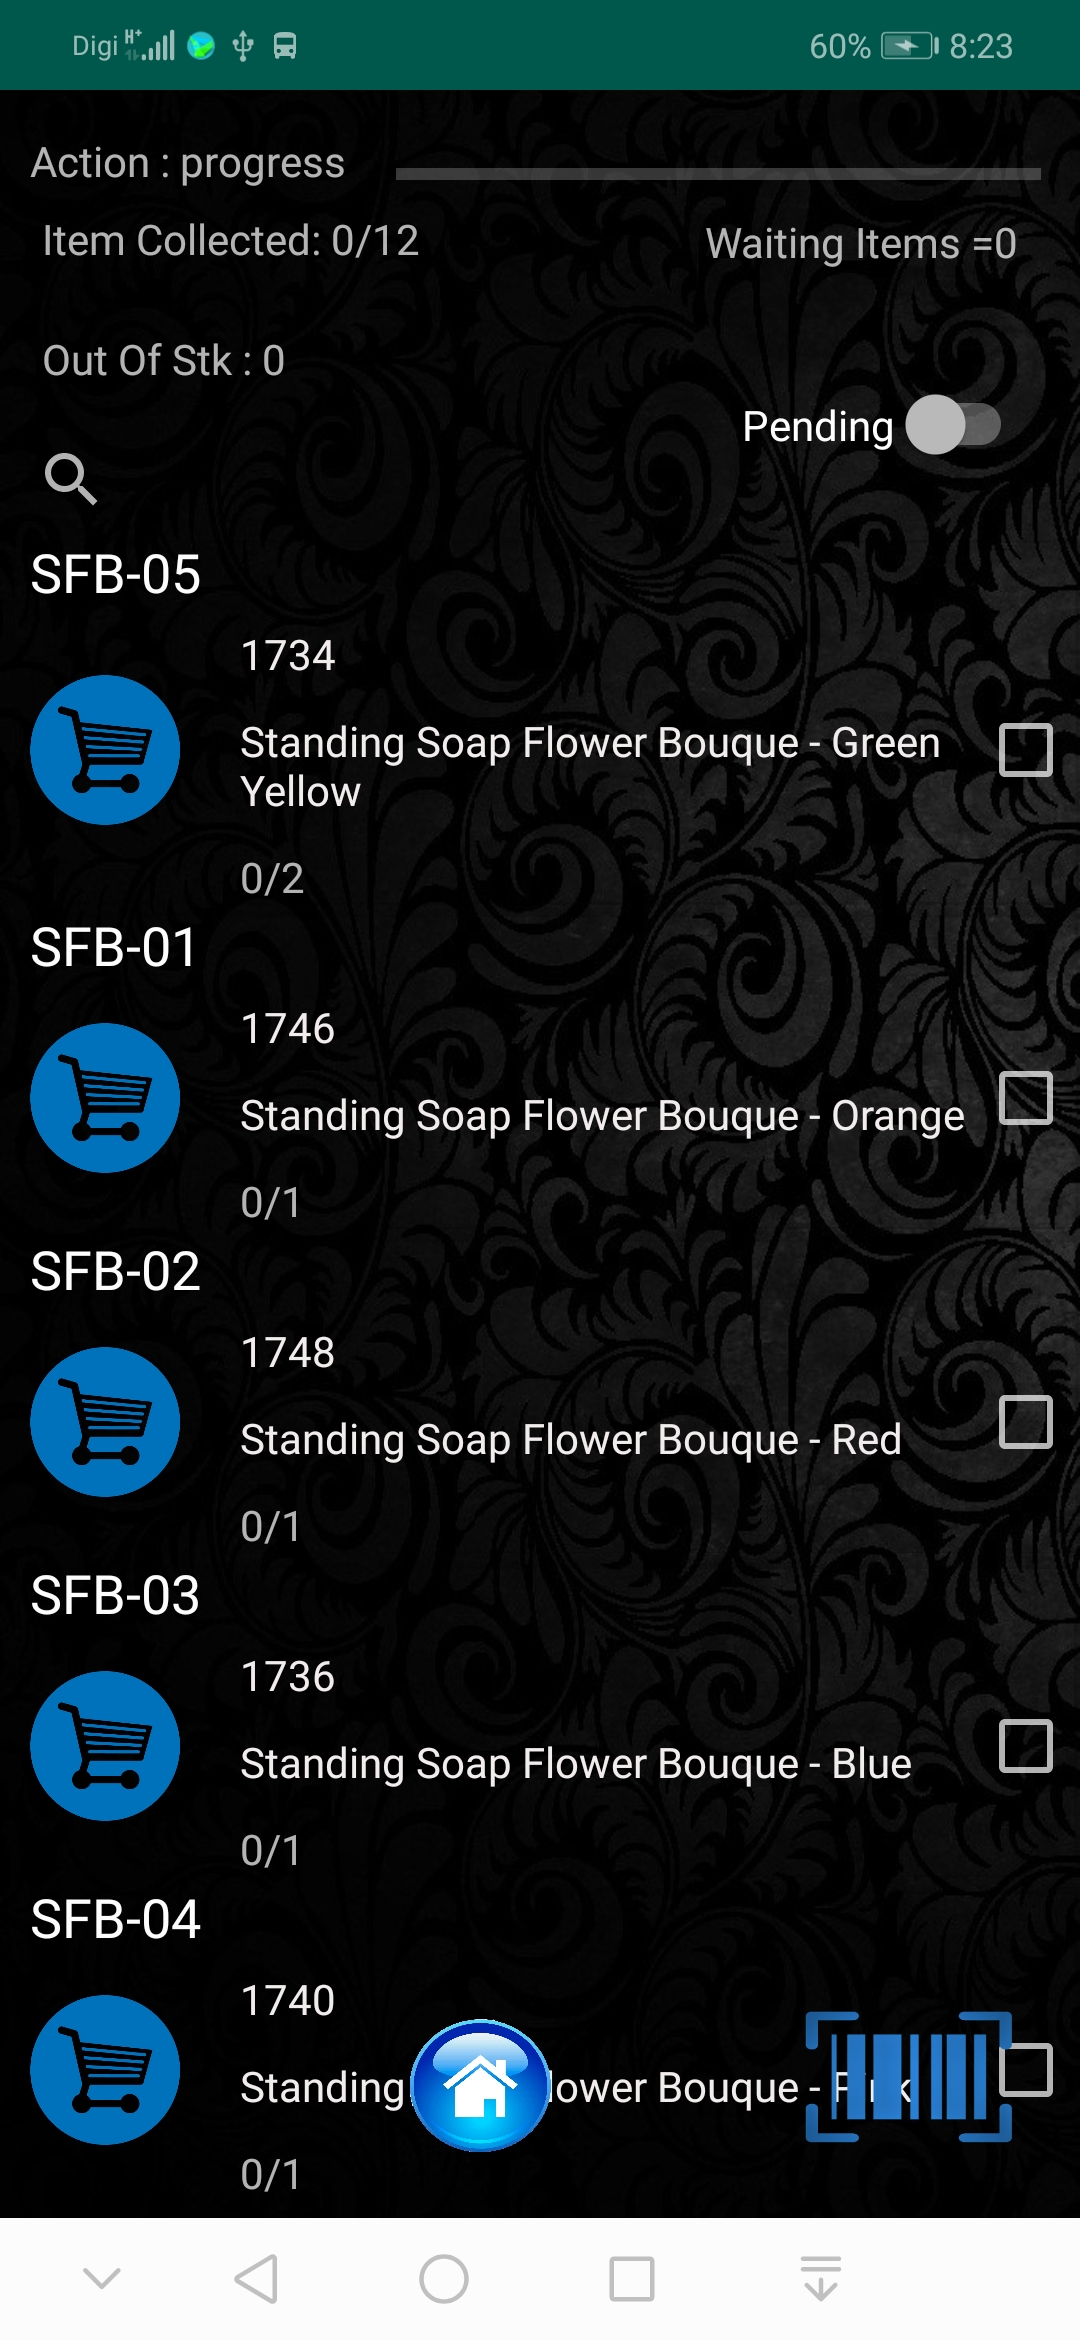 Digi H+ 60% 8:23
Action : progress
Item Collected: 0/12 Waiting Items =0
Out Of Stk : 0
Pending
SFB-05
1734
Standing Soap Flower Bouque - Green
Yellow
0/2
SFB-01
1746
Standing Soap Flower Bouque - Orange
0/1
SFB-02
1748
Standing Soap Flower Bouque - Red
0/1
SFB-03
1736
Standing Soap Flower Bouque - Blue
0/1
SFB-04
1740
Standing lower Bouque - Pink
0/1